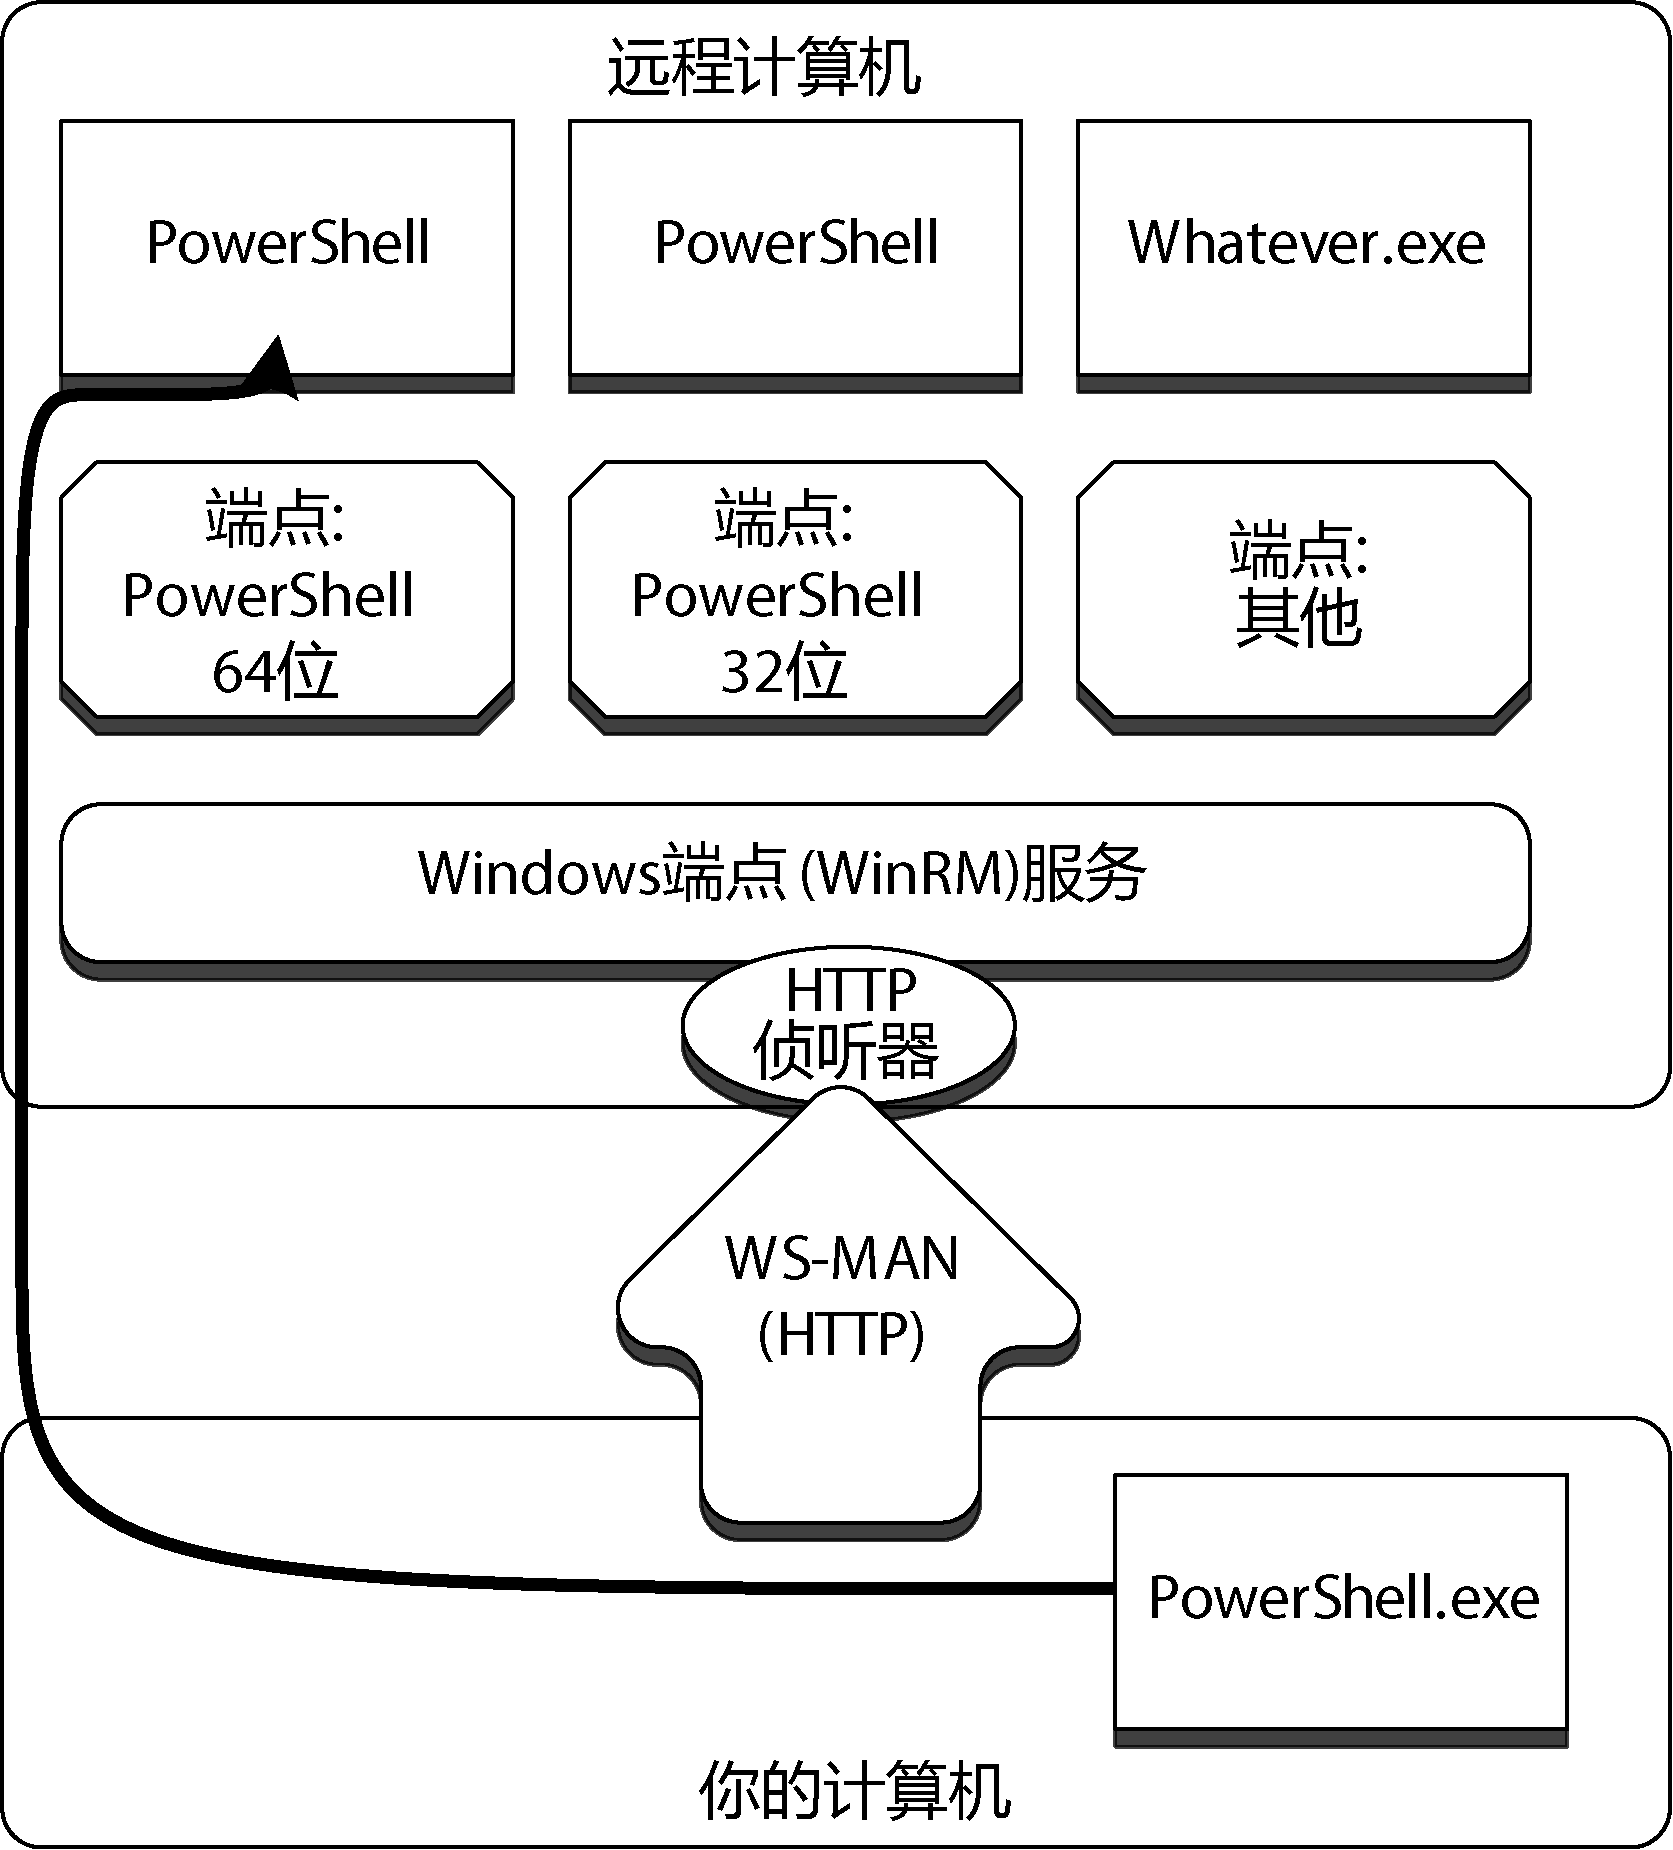 远程计算机
PowerShell
PowerShell
Whatever.exe
端点:
PowerShell
64位
端点:
PowerShell
32位
端点:
其他
Windows端点 (WinRM)服务
HTTP
侦听器
WS-MAN
(HTTP)
PowerShell.exe
你的计算机